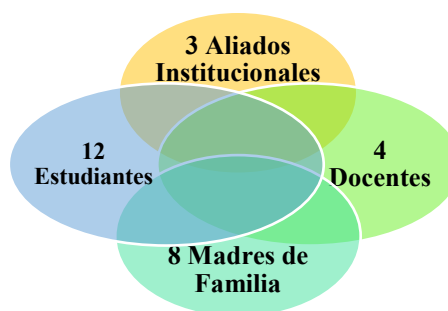 3 Aliados
Institucionales
12
Estudiantes
4
Docentes
8 Madres de
Familia